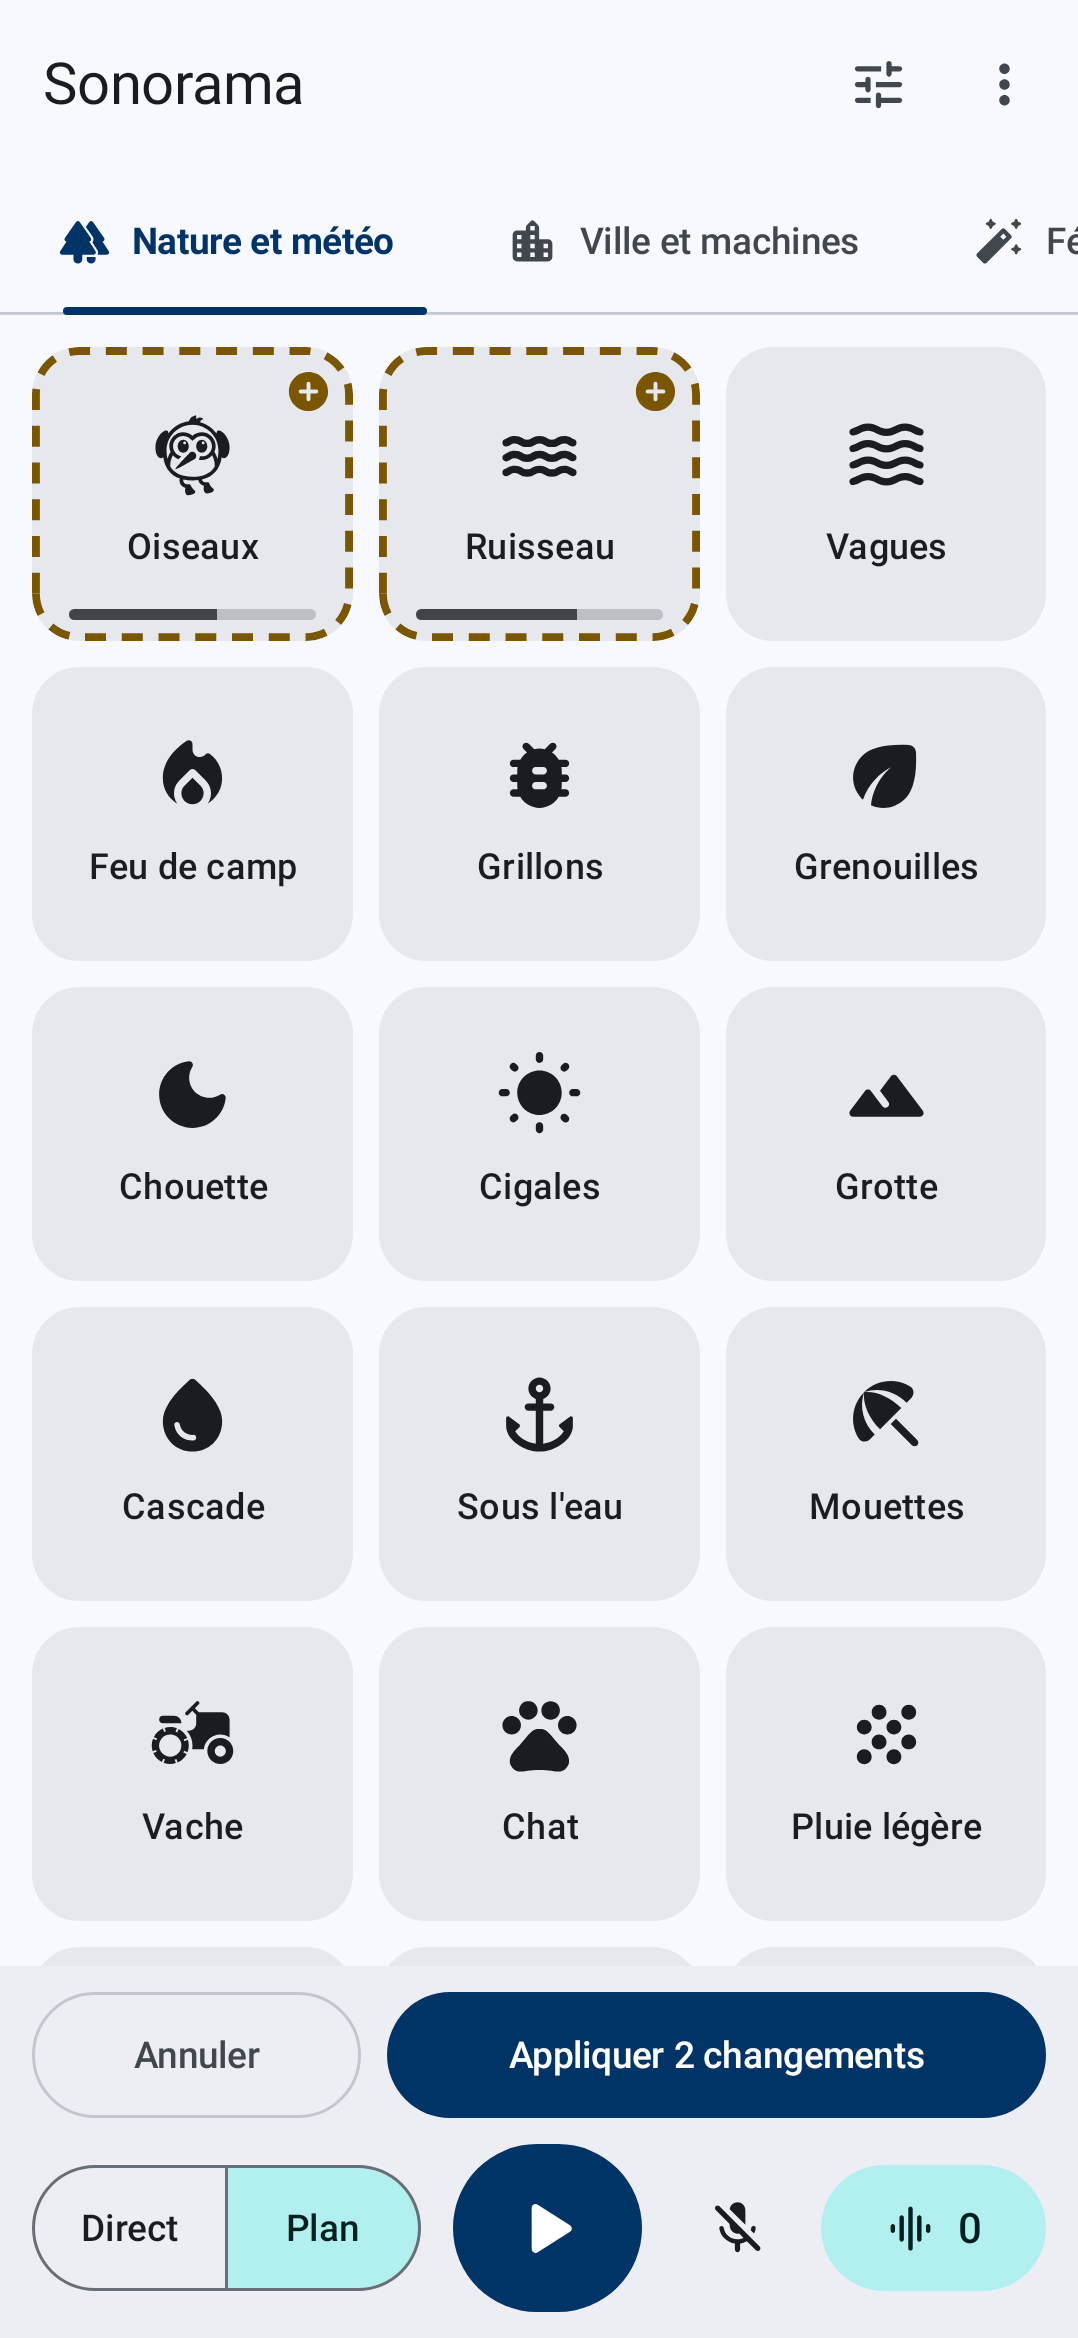 Sonorama
Nature et météo
Ville et machines
Fé
Oiseaux
Ruisseau
Vagues
Feu de camp
Grillons
Grenouilles
Chouette
Cigales
Grotte
Cascade
Sous l'eau
Mouettes
Vache
Chat
Pluie légère
Annuler
Appliquer 2 changements
Direct
Plan
0